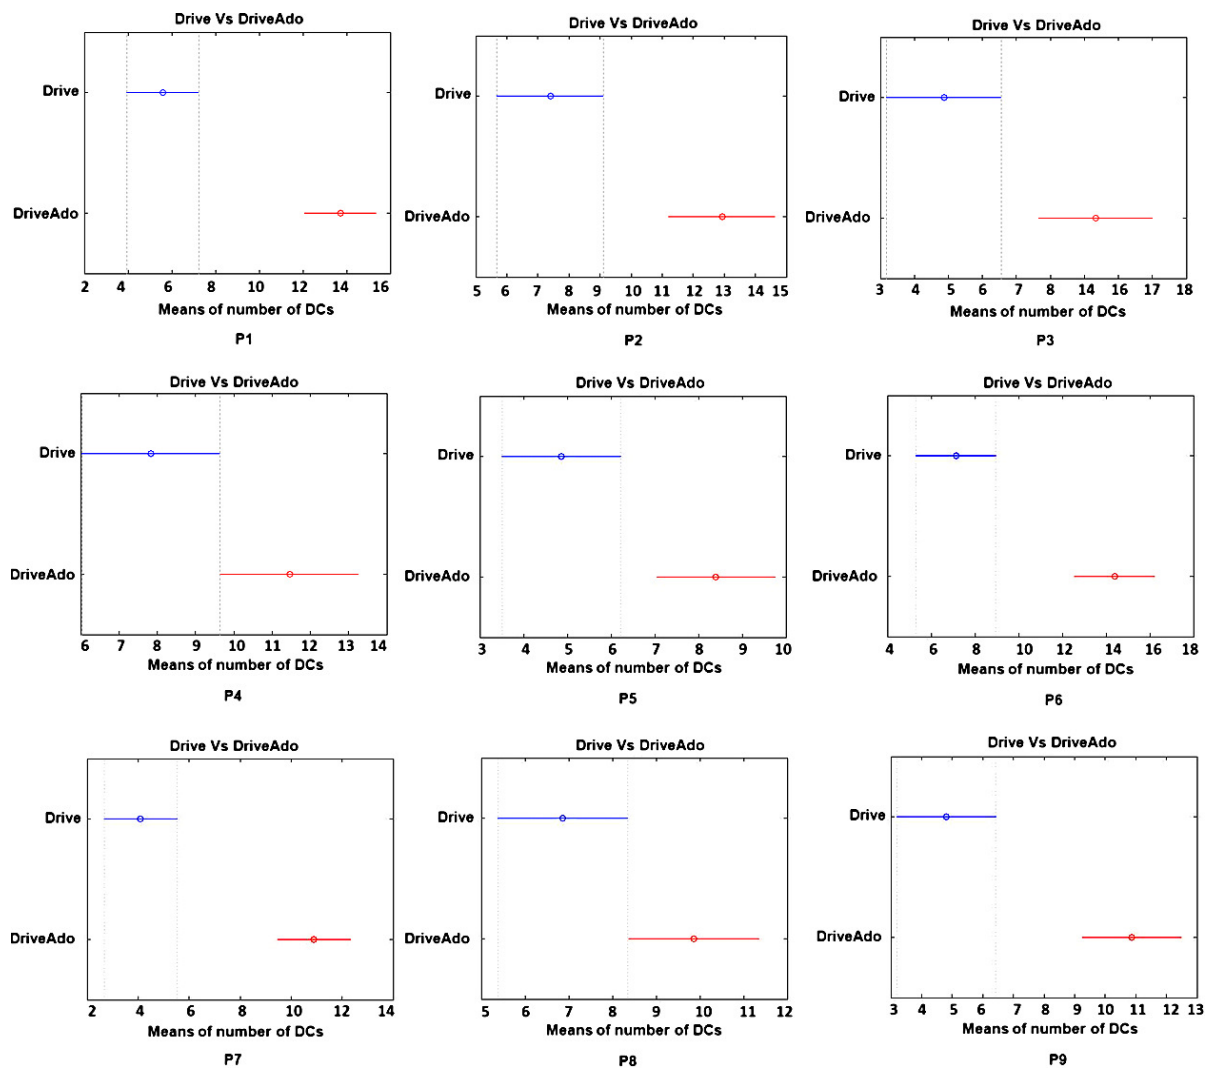 Drive Vs DriveAdo
Drive
DriveAdo
2 4 6 8 10 12 14 16
Means of number of DCs
P1
Drive Vs DriveAdo
Drive
DriveAdo
5 6 7 8 9 10 11 12 13 14 15
Means of number of DCs
P2
Drive Vs DriveAdo
Drive
DriveAdo
3 4 5 6 7 8 14 16 17 18
Means of number of DCs
P3
Drive Vs DriveAdo
Drive
DriveAdo
6 7 8 9 10 11 12 13 14
Means of number of DCs
P4
Drive Vs DriveAdo
Drive
DriveAdo
3 4 5 6 7 8 9 10
Means of number of DCs
P5
Drive Vs DriveAdo
Drive
DriveAdo
4 6 8 10 12 14 16 18
Means of number of DCs
P6
Drive Vs DriveAdo
Drive
DriveAdo
2 4 6 8 10 12 14
Means of number of DCs
P7
Drive Vs DriveAdo
Drive
DriveAdo
5 6 7 8 9 10 11 12
Means of number of DCs
P8
Drive Vs DriveAdo
Drive
DriveAdo
3 4 5 6 7 8 9 10 11 12 13
Means of number of DCs
P9